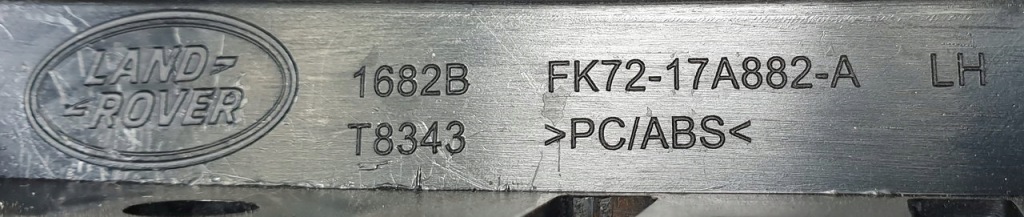 LAND
ROVER
1682B FK72-17A882-A LH
T8343 >PC/ABS<